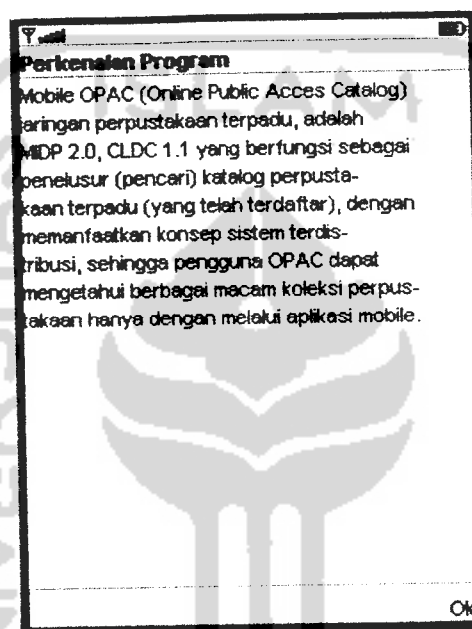 Perkenalan Program
Mobile OPAC (Online Public Acces Catalog)
jaringan perpustakaan terpadu, adalah
MIDP 2.0, CLDC 1.1 yang berfungsi sebagai
penelusur (pencari) katalog perpusta-
kaan terpadu (yang telah terdaftar), dengan
memanfaatkan konsep sistem terdis-
tribusi, sehingga pengguna OPAC dapat
mengetahui berbagai macam koleksi perpus-
takaan hanya dengan melalui aplikasi mobile.
Ok